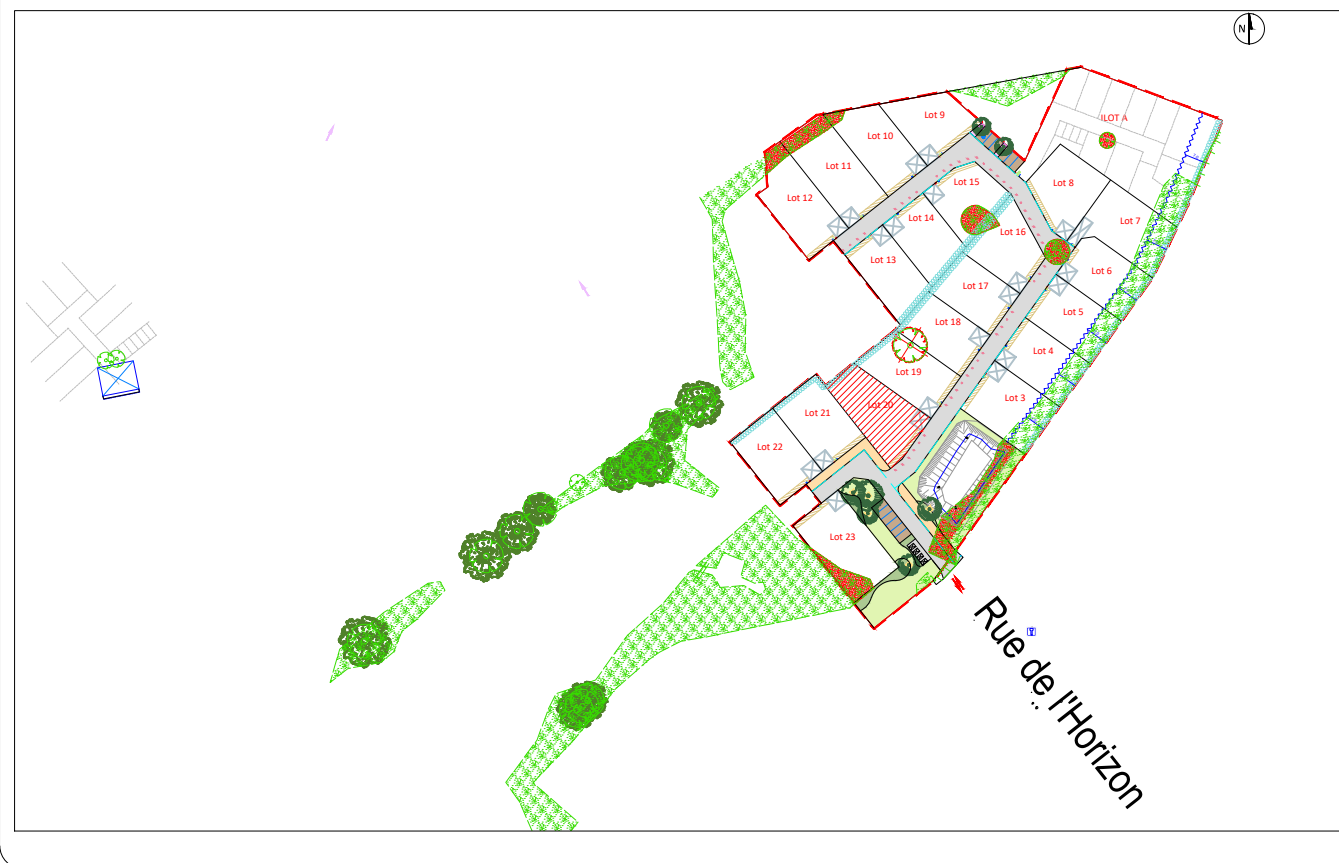 N
ILOT A
Lot 9
Lot 10
Lot 11
Lot 12
Lot 8
Lot 15
Lot 14
Lot 16
Lot 7
Lot 13
Lot 6
Lot 17
Lot 5
Lot 18
Lot 4
Lot 19
Lot 3
Lot 20
Lot 21
Lot 22
Lot 23
Rue de l"Horizon